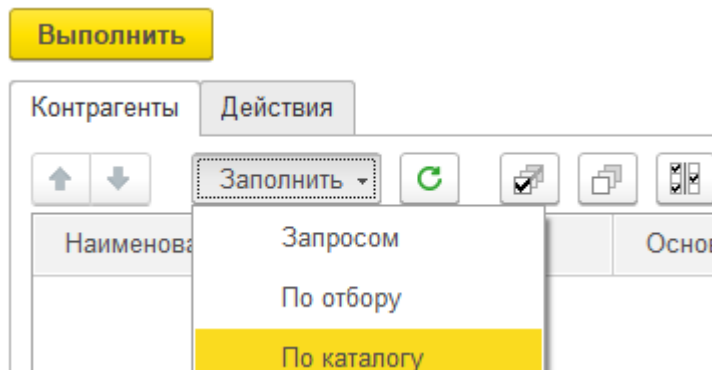 Выполнить
Контрагенты Действия
Заполнить
Запросом
По отбору
По каталогу